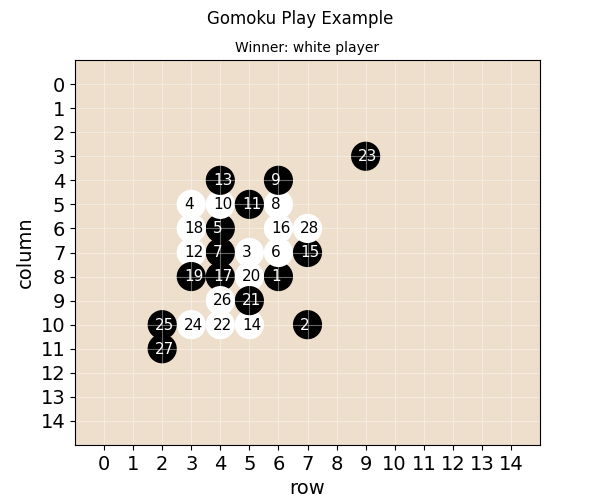 Gomoku Play Example
Winner: white player
0
1
2
3 23
4 13 9
5 4 10 11 8
column 6 18 5 16 28
7 12 7 3 6 15
8 19 17 20 1
9 26 21
10 25 24 22 14 2
11 27
12
13
14
0 1 2 3 4 5 6 7 8 9 10 11 12 13 14
row